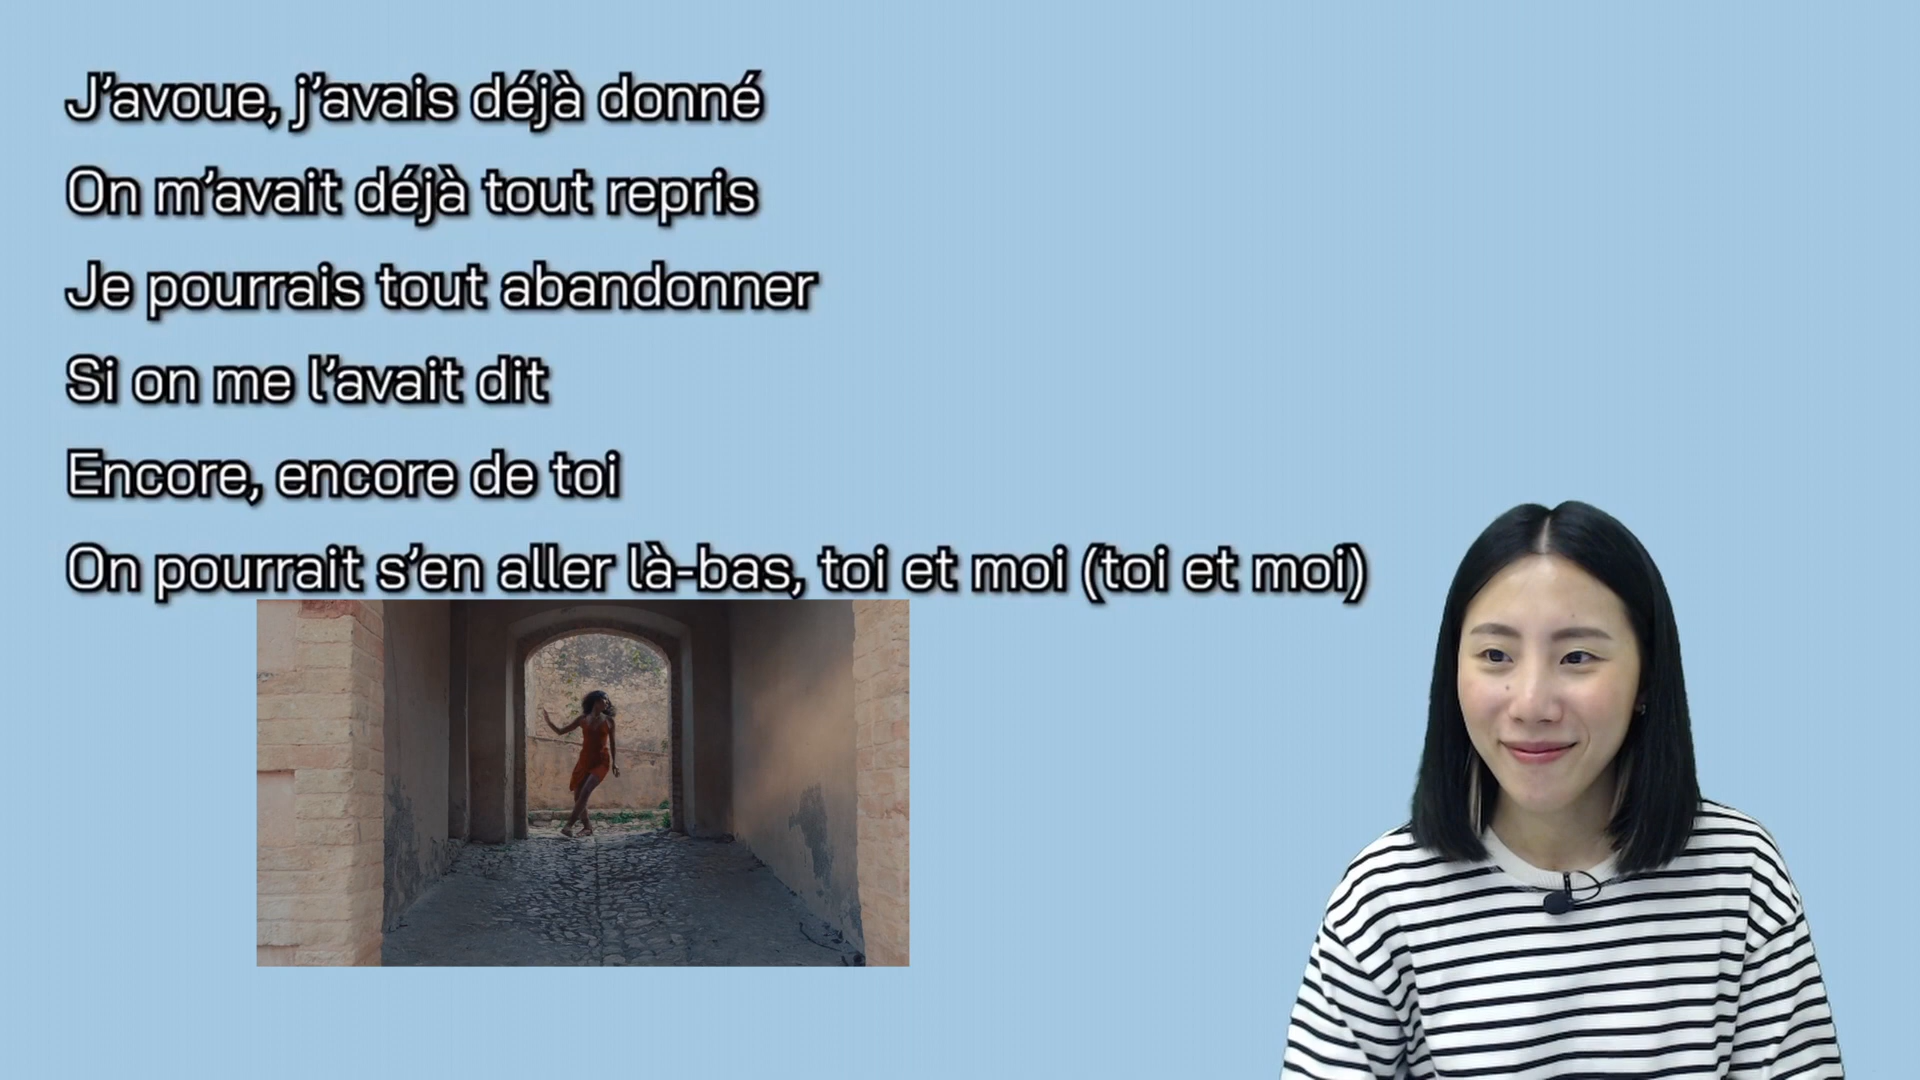 J’avoue, j’avais déjà donné
On m’avait déjà tout repris
Je pourrais tout abandonner
Si on me l’avait dit
Encore, encore de toi
On pourrait s’en aller là-bas, toi et moi (toi et moi)